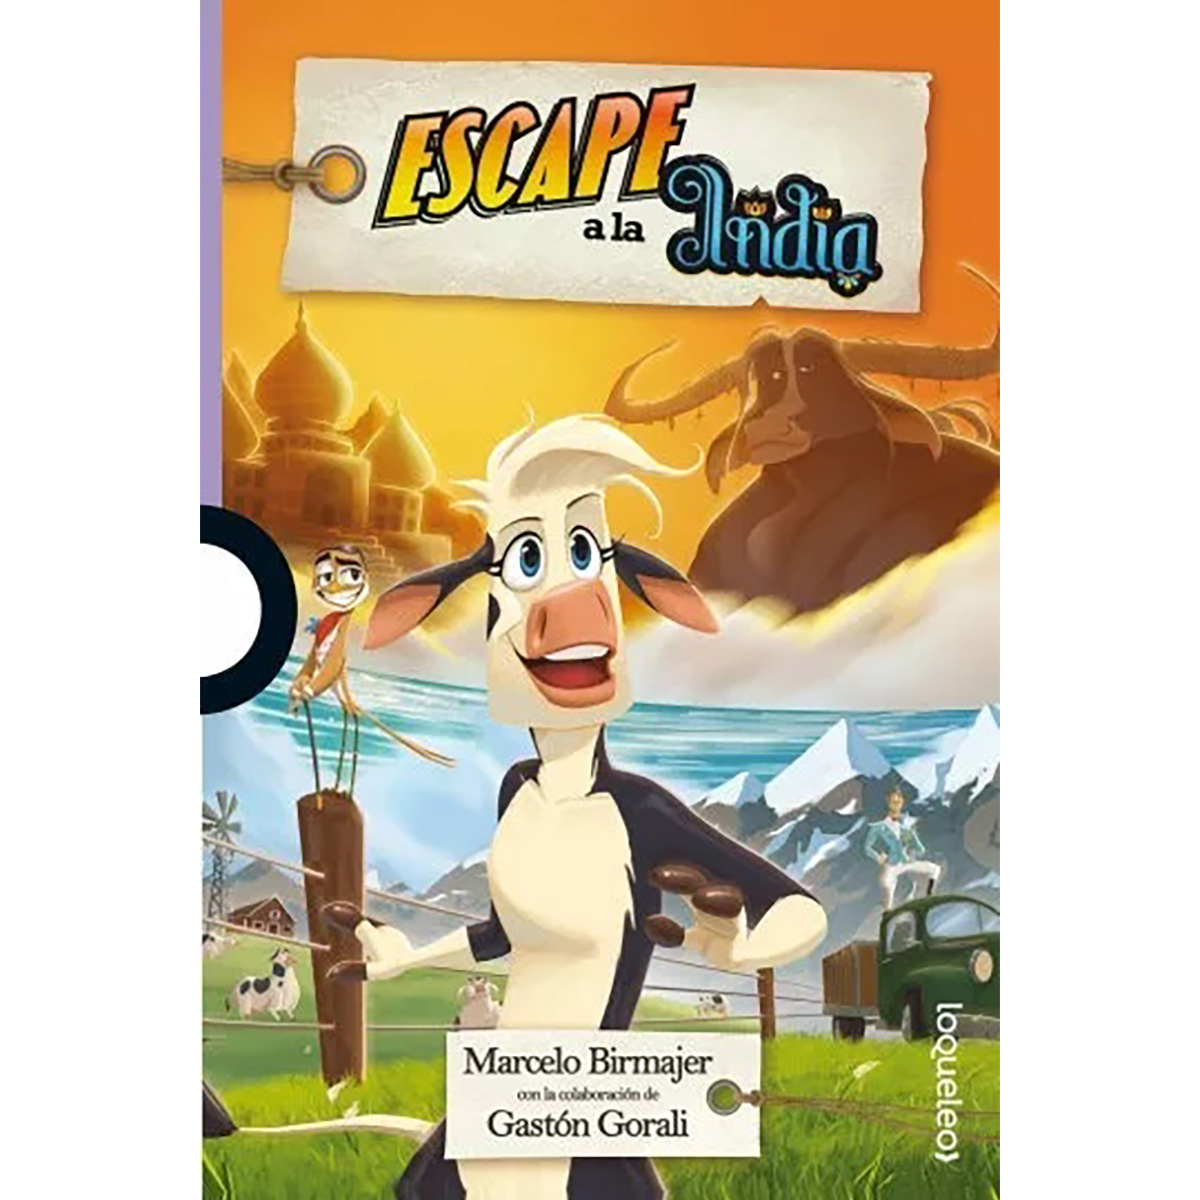 ESCAPE
a la India
Marcelo Birmajer
con la colaboración de
Gastón Gorali
loqueleo